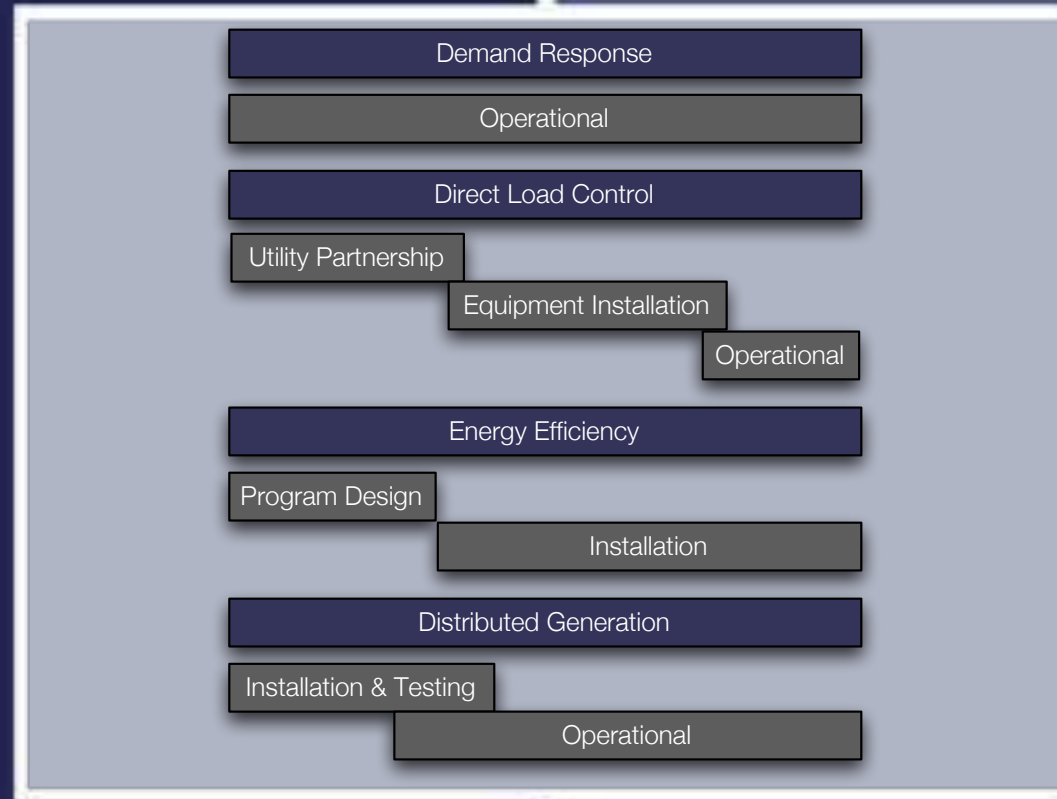 Demand Response
Operational
Direct Load Control
Utility Partnership
Equipment Installation
Operational
Energy Efficiency
Program Design
Installation
Distributed Generation
Installation & Testing
Operational